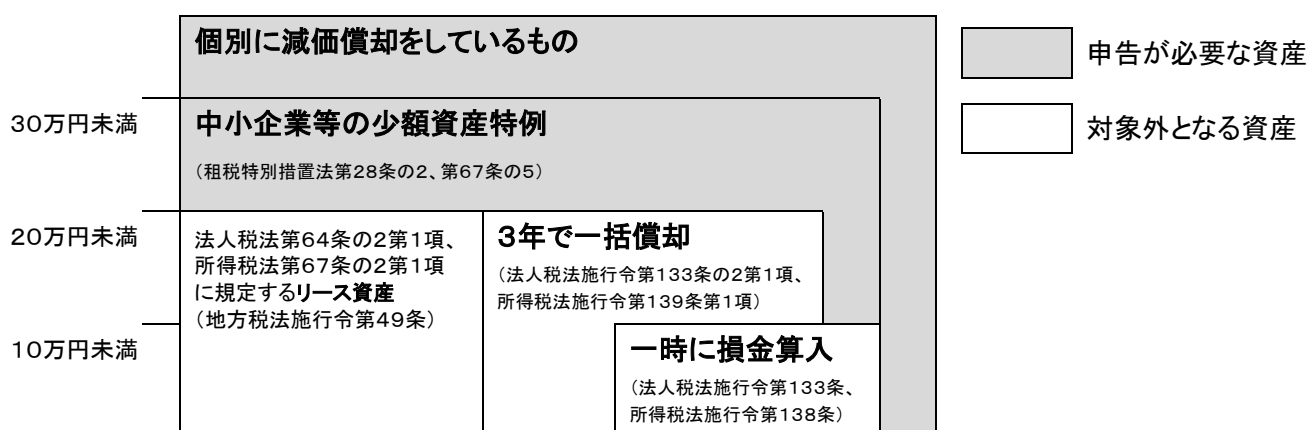 個別に減価償却をしているもの
申告が必要な資産
対象外となる資産
30万円未満
中小企業等の少額資産特例
(租税特別措置法第28条の2、第67条の5)
20万円未満
法人税法第64条の2第1項、
所得税法第67条の2第1項
に規定するリース資産
(地方税法施行令第49条)
3年で一括償却
(法人税法施行令第133条の2第1項、
所得税法施行令第139条第1項)
10万円未満
一時に損金算入
(法人税法施行令第133条、
所得税法施行令第138条)